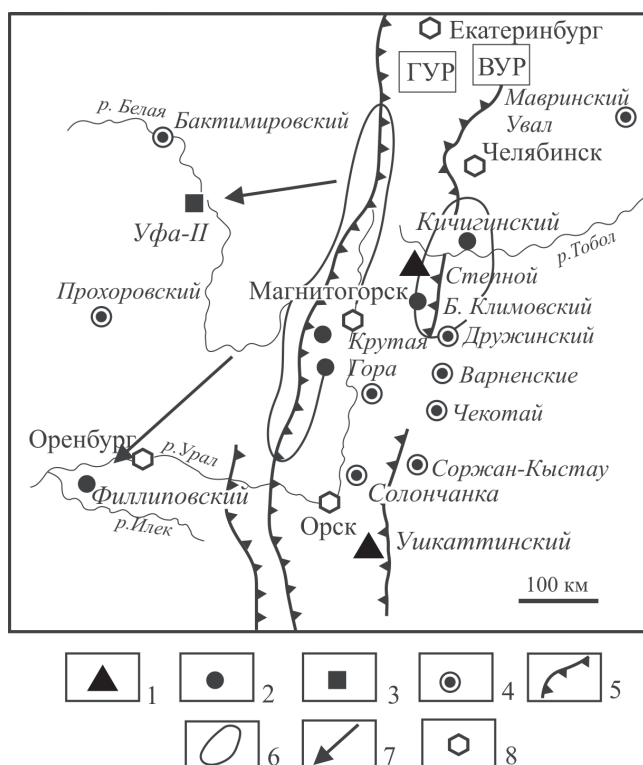 Екатеринбург
ГУР
ВУР
Мавринский
Увал
р. Белая
Бактимировский
Челябинск
Уфа-II
Кичигинский
р.Тобол
Степной
Прохоровский
Магнитогорск
Б. Климовский
Крутая
Гора
Дружинский
Варненские
Чекотай
Оренбург
р.Урал
Соржан-Кыстау
Солончанка
Филлиповский
Орск
р.Илек
Ушкаттинский
100 км
1
2
3
4
5
6
7
8